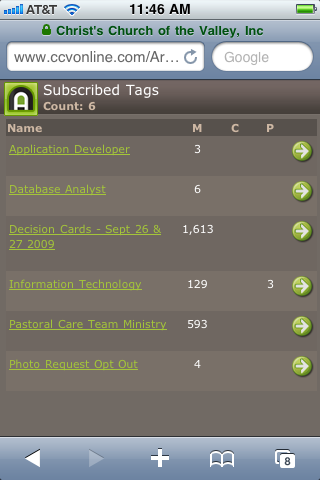 AT&T 11:46 AM
Christ's Church of the Valley, Inc
www.ccvonline.com/Ar... Google
Subscribed Tags
Count: 6
Name M C P
Application Developer 3
Database Analyst 6
Decision Cards - Sept 26 & 1,613
27 2009
Information Technology 129 3
Pastoral Care Team Ministry 593
Photo Request Opt Out 4
8